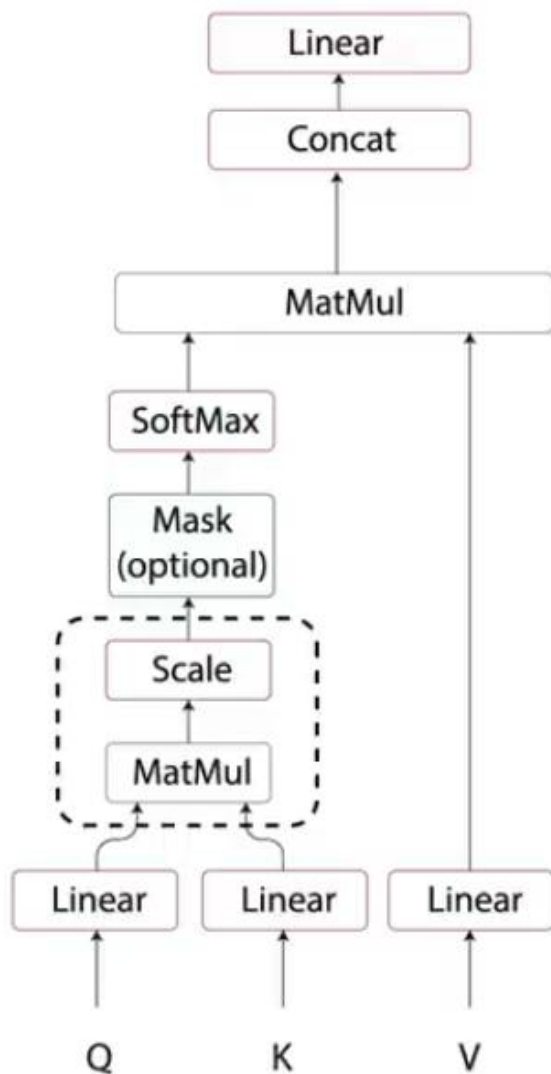 Linear
Concat
MatMul
SoftMax
Mask
(optional)
Scale
MatMul
Linear
Linear
Linear
Q
K
V